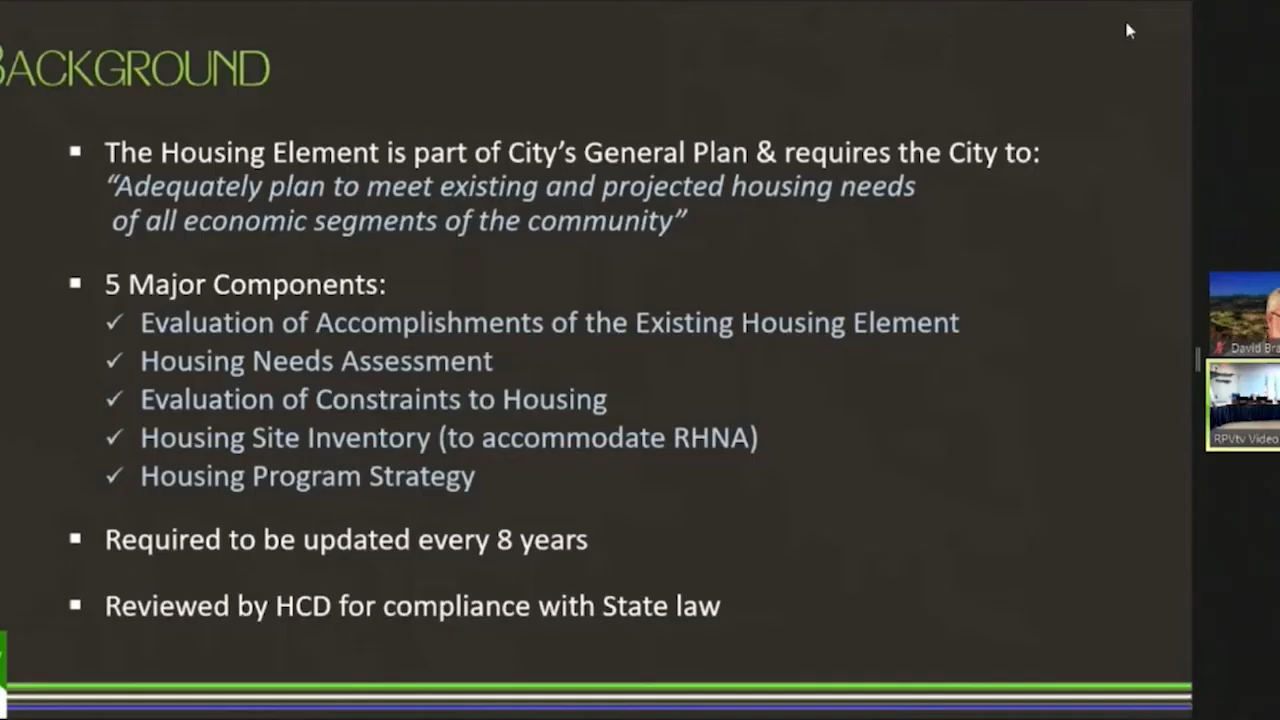 BACKGROUND
The Housing Element is part of City's General Plan & requires the City to:
“Adequately plan to meet existing and projected housing needs
of all economic segments of the community”
5 Major Components:
Evaluation of Accomplishments of the Existing Housing Element
Housing Needs Assessment
Evaluation of Constraints to Housing
Housing Site Inventory (to accommodate RHNA)
Housing Program Strategy
Required to be updated every 8 years
Reviewed by HCD for compliance with State law
David Bra
RPVtv Video